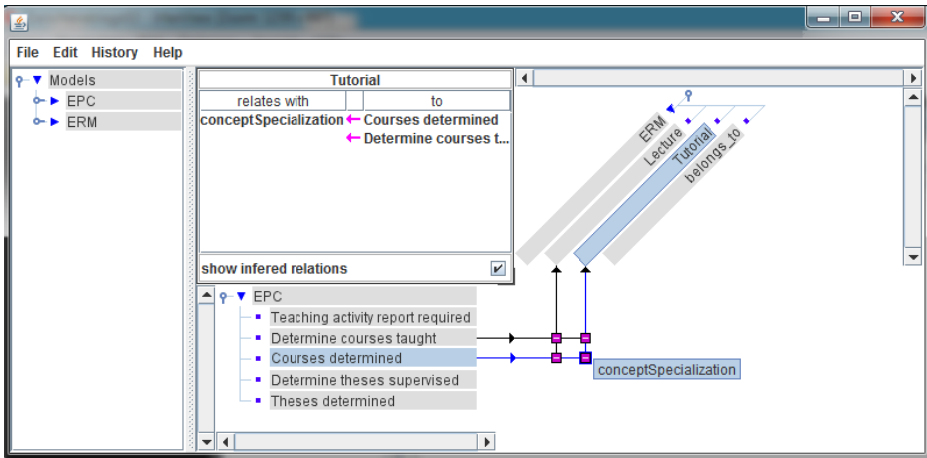 File Edit History Help
Models
EPC
ERM
Tutorial
relates with to
conceptSpecialization Courses determined
Determine courses t...
show infered relations
ERM
Lecture
Tutorial
belongs_to
EPC
Teaching activity report required
Determine courses taught
Courses determined
Determine theses supervised
Theses determined
conceptSpecialization